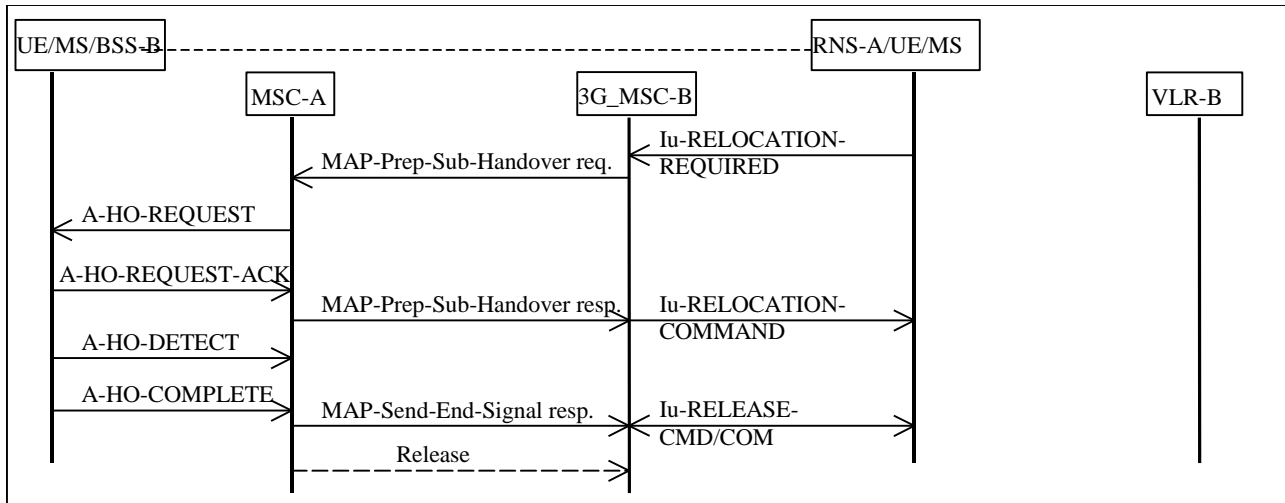 UE/MS/BSS-B
RNS-A/UE/MS
MSC-A
3G_MSC-B
VLR-B
Iu-RELOCATION-
REQUIRED
MAP-Prep-Sub-Handover req.
A-HO-REQUEST
A-HO-REQUEST-ACK
MAP-Prep-Sub-Handover resp.
Iu-RELOCATION-
COMMAND
A-HO-DETECT
A-HO-COMPLETE
MAP-Send-End-Signal resp.
Iu-RELEASE-
CMD/COM
Release